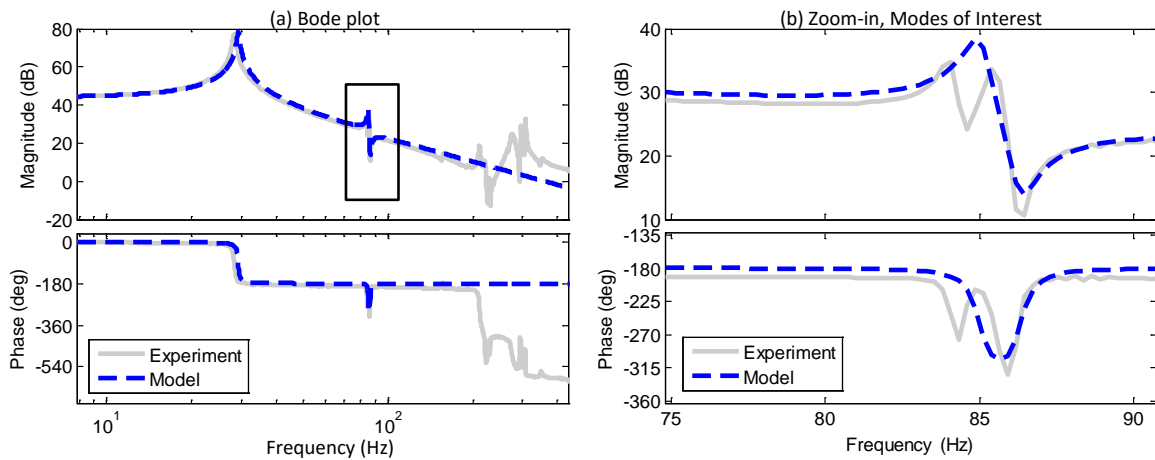 (a) Bode plot
80
60
40
20
0
-20
Magnitude (dB)
0
-180
-360
-540
Phase (deg)
Experiment
Model
10^1
10^2
Frequency (Hz)
(b) Zoom-in, Modes of Interest
40
30
20
10
Magnitude (dB)
-135
-180
-225
-270
-315
-360
Phase (deg)
Experiment
Model
75
80
85
90
Frequency (Hz)